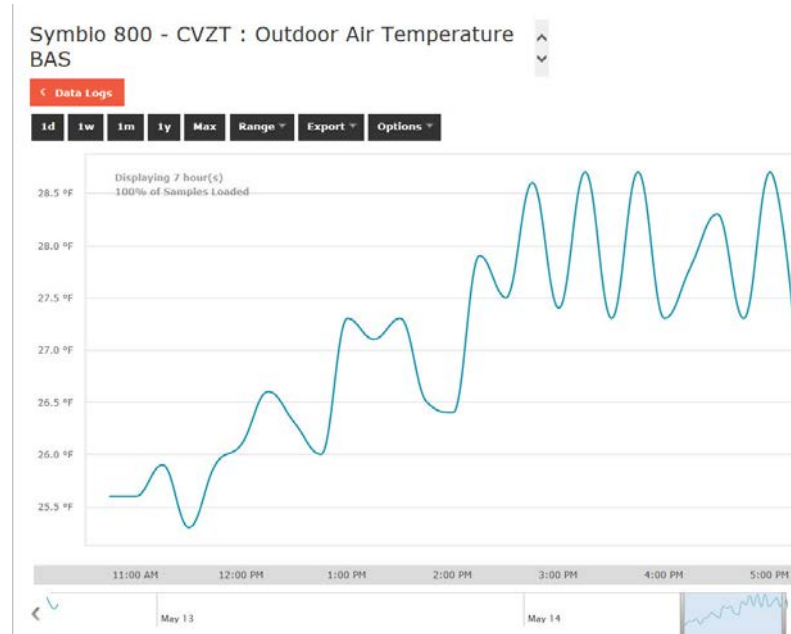 Symbio 800 - CVZT : Outdoor Air Temperature
BAS
Data Logs
1d 1w 1m 1y Max Range Export Options
Displaying 7 hour(s)
100% of Samples Loaded
28.5 °F
28.0 °F
27.5 °F
27.0 °F
26.5 °F
26.0 °F
25.5 °F
11:00 AM 12:00 PM 1:00 PM 2:00 PM 3:00 PM 4:00 PM 5:00 PM
May 13 May 14